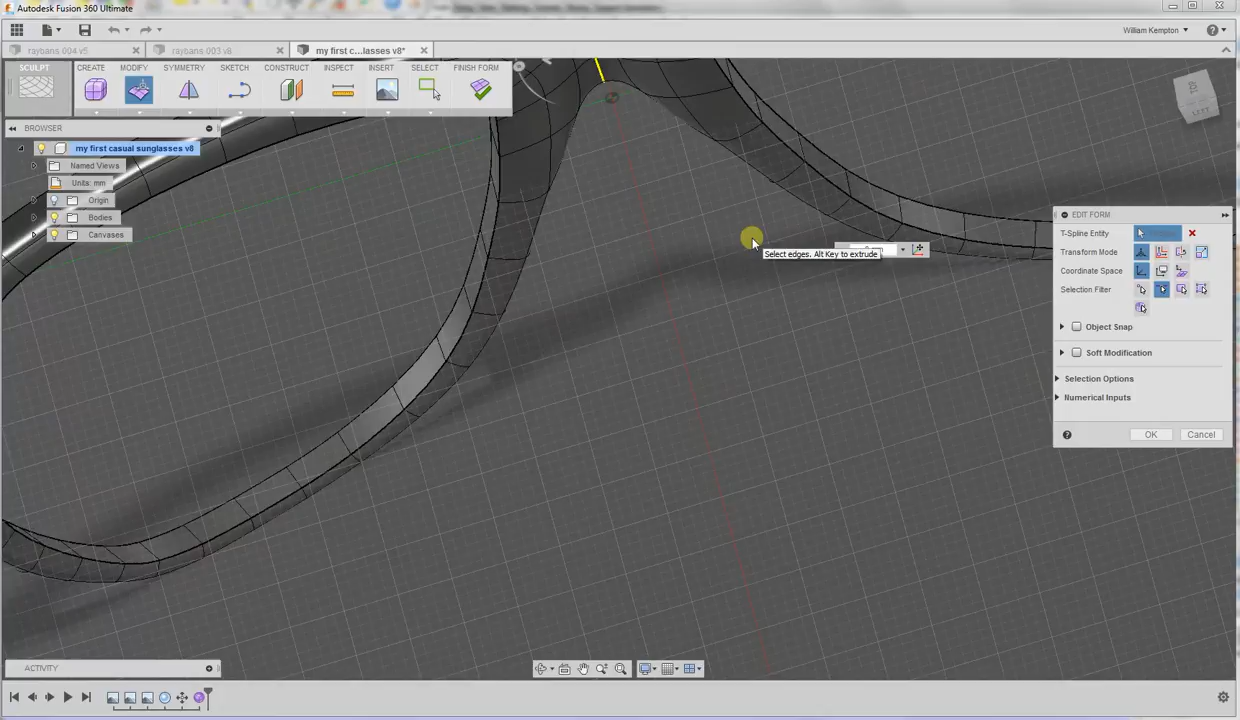 Autodesk Fusion 360 Ultimate
William Kempton
raybans 004 v5
raybans 003 v8
my first c...lasses v8*
SCULPT
CREATE
MODIFY
SYMMETRY
SKETCH
CONSTRUCT
INSPECT
INSERT
SELECT
FINISH FORM
BROWSER
my first casual sunglasses v8
Named Views
Units: mm
Origin
Bodies
Canvases
Select edges. Alt Key to extrude
EDIT FORM
T-Spline Entity
Transform Mode
Coordinate Space
Selection Filter
Object Snap
Soft Modification
Selection Options
Numerical Inputs
OK
Cancel
ACTIVITY